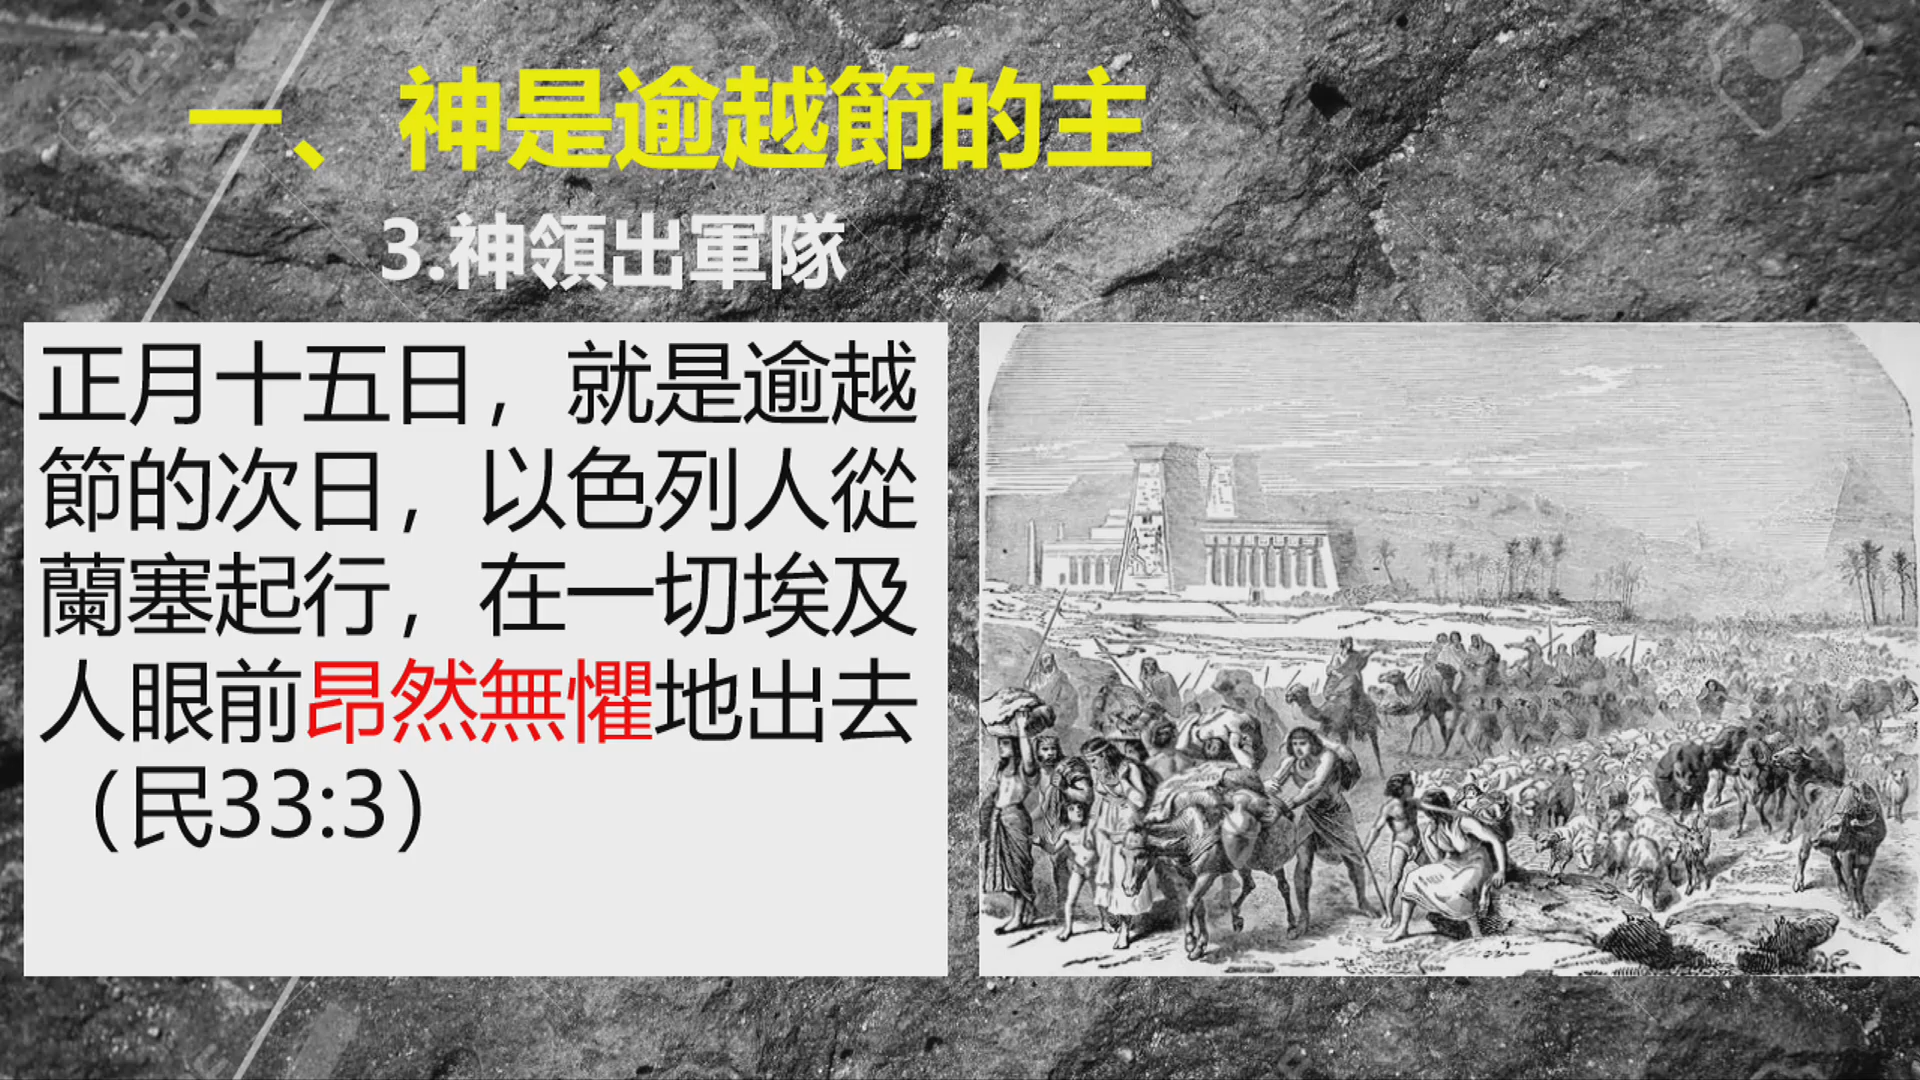 一、 神是逾越節的主
3.神領出軍隊
正月十五日，就是逾越
節的次日，以色列人從
蘭塞起行，在一切埃及
人眼前昂然無懼地出去
（民33:3）